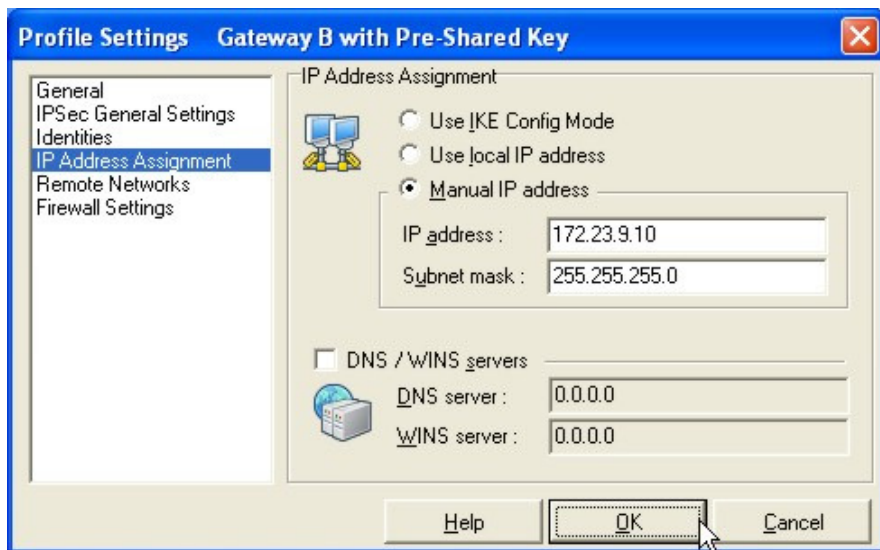 Profile Settings    Gateway B with Pre-Shared Key
General
IPSec General Settings
Identities
IP Address Assignment
Remote Networks
Firewall Settings
IP Address Assignment
Use IKE Config Mode
Use local IP address
Manual IP address
IP address : 172.23.9.10
Subnet mask : 255.255.255.0
DNS / WINS servers
DNS server : 0.0.0.0
WINS server : 0.0.0.0
Help OK Cancel